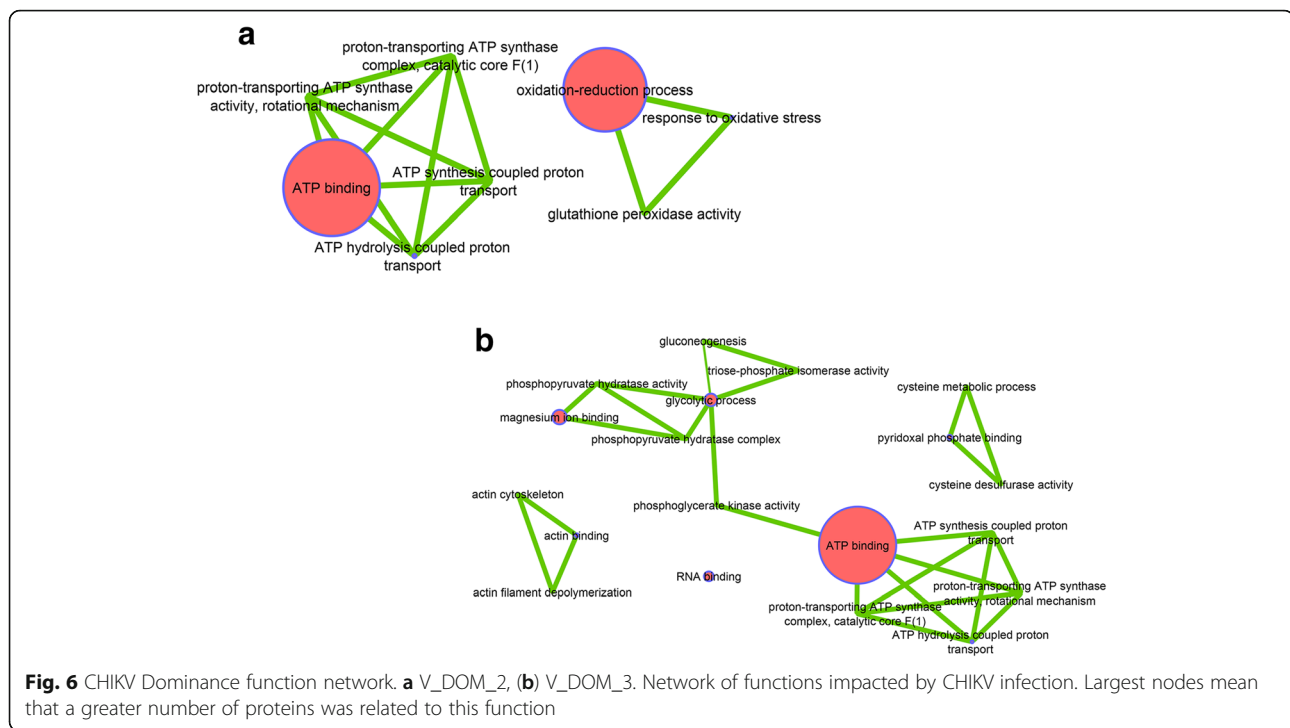 a
proton-transporting ATP synthase
complex, catalytic core F(1)
proton-transporting ATP synthase
activity, rotational mechanism
ATP binding
ATP synthesis coupled proton
transport
ATP hydrolysis coupled proton
transport
oxidation-reduction process
response to oxidative stress
glutathione peroxidase activity
b
gluconeogenesis
triose-phosphate isomerase activity
phosphopyruvate hydratase activity
glycolytic process
magnesium ion binding
phosphopyruvate hydratase complex
cysteine metabolic process
pyridoxal phosphate binding
cysteine desulfurase activity
actin cytoskeleton
actin binding
actin filament depolymerization
phosphoglycerate kinase activity
RNA binding
ATP binding
ATP synthesis coupled proton
transport
proton-transporting ATP synthase
activity, rotational mechanism
proton-transporting ATP synthase
complex, catalytic core F(1)
ATP hydrolysis coupled proton
transport
Fig. 6 CHIKV Dominance function network. a V_DOM_2, (b) V_DOM_3. Network of functions impacted by CHIKV infection. Largest nodes mean
that a greater number of proteins was related to this function